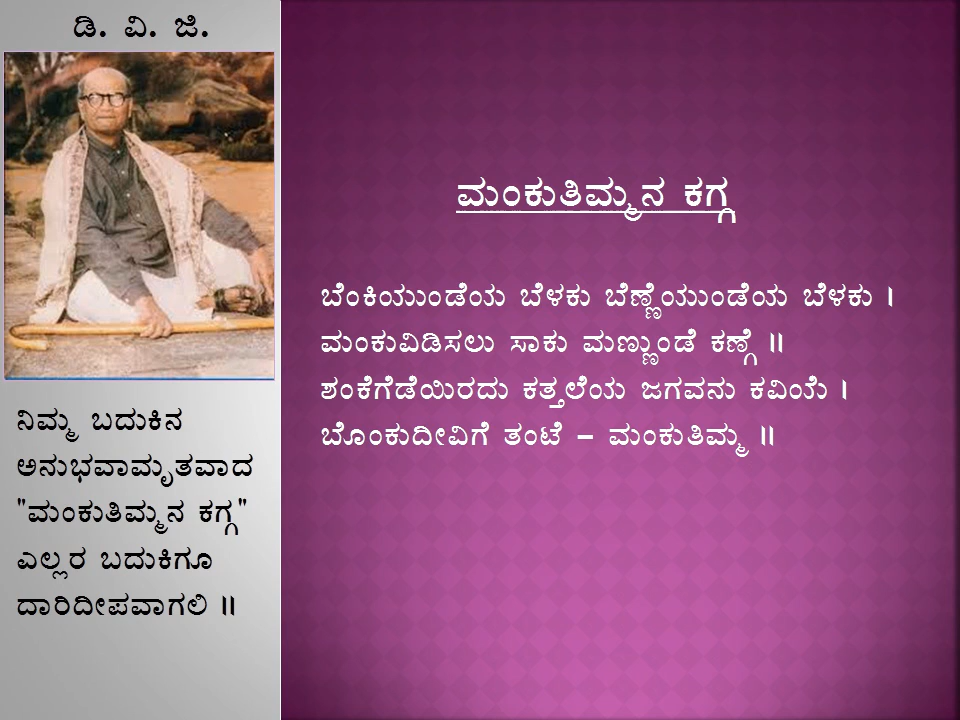 ಡಿ. ವಿ. ಜಿ.
ನಿಮ್ಮ ಬದುಕಿನ
ಅನುಭವಾಮೃತವಾದ
"ಮಂಕುತಿಮ್ಮನ ಕಗ್ಗ"
ಎಲ್ಲರ ಬದುಕಿಗೂ
ದಾರಿದೀಪವಾಗಲಿ ॥
ಮಂಕುತಿಮ್ಮನ ಕಗ್ಗ
ಬೆಂಕಿಯುಂಡೆಯ ಬೆಳಕು ಬೆಣ್ಣೆಯುಂಡೆಯ ಬೆಳಕು ।
ಮಂಕುವಿಡಿಸಲು ಸಾಕು ಮಣ್ಣುಂಡೆ ಕಣ್ಗೆ ॥
ಶಂಕೆಗೆಡೆಯಿರದು ಕತ್ತಲೆಯ ಜಗವನು ಕವಿಯೆ ।
ಬೊಂಕುದೀವಿಗೆ ತಂಟೆ – ಮಂಕುತಿಮ್ಮ ॥